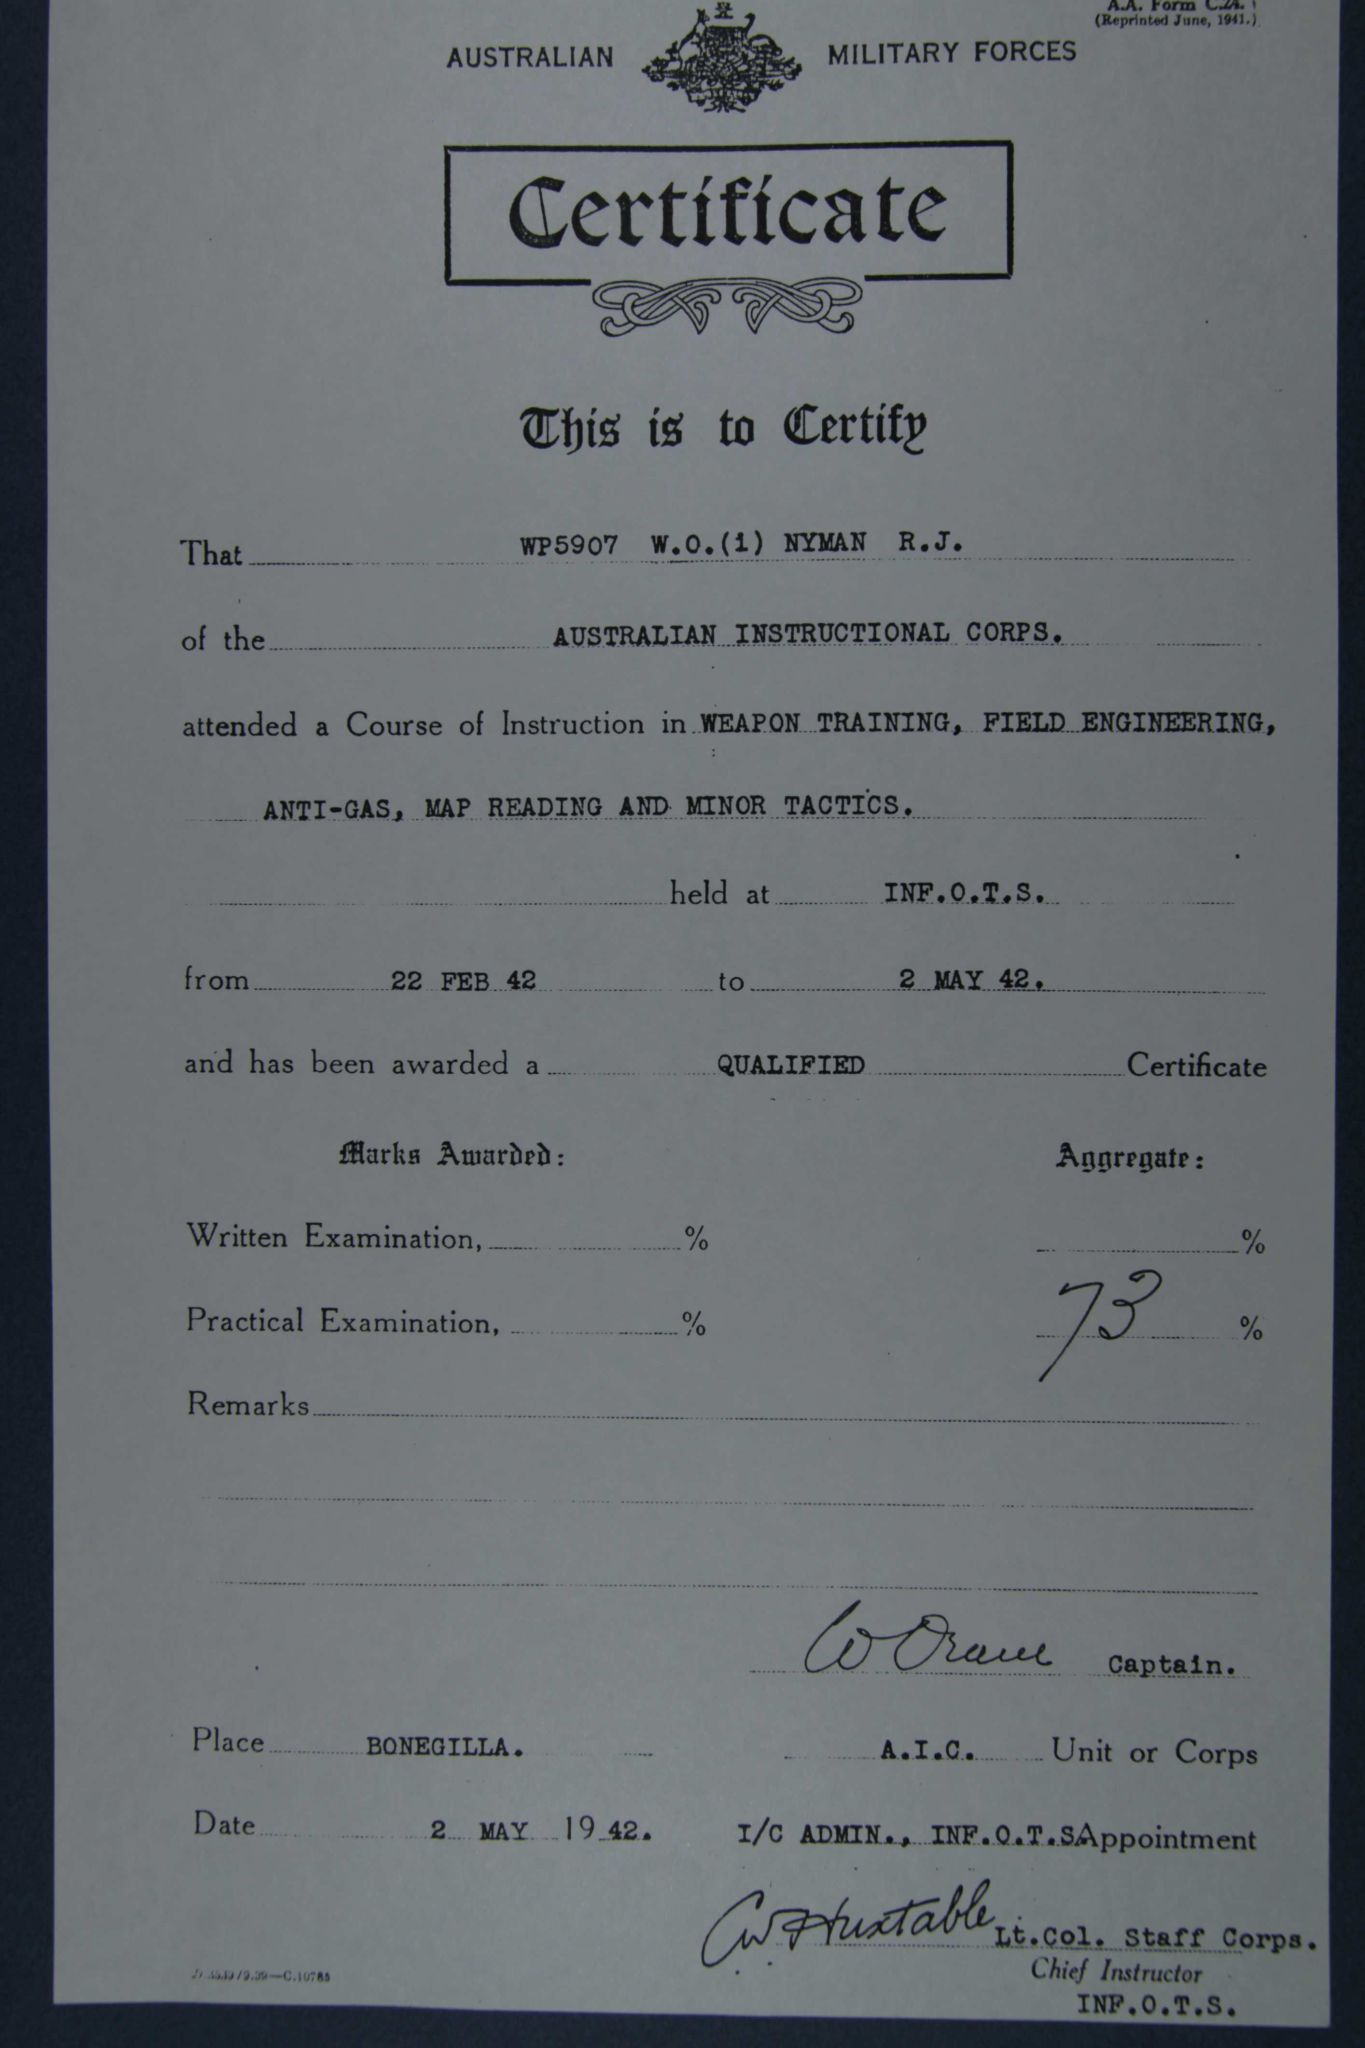 A.A. Form C.24.
(Reprinted June, 1941.)
AUSTRALIAN MILITARY FORCES
Certificate
This is to Certify
That WP5907 W.O.(1) NYMAN R.J.
of the AUSTRALIAN INSTRUCTIONAL CORPS.
attended a Course of Instruction in WEAPON TRAINING, FIELD ENGINEERING,
ANTI-GAS, MAP READING AND MINOR TACTICS.
held at INF.O.T.S.
from 22 FEB 42 to 2 MAY 42.
and has been awarded a QUALIFIED Certificate
Marks Awarded: Aggregate:
Written Examination, % %
Practical Examination, % 73 %
Remarks
Captain.
Place BONEGILLA. A.I.C. Unit or Corps
Date 2 MAY 1942. I/C ADMIN., INF.O.T.S. Appointment
CW Huxtable Lt.Col. Staff Corps.
Chief Instructor
INF.O.T.S.